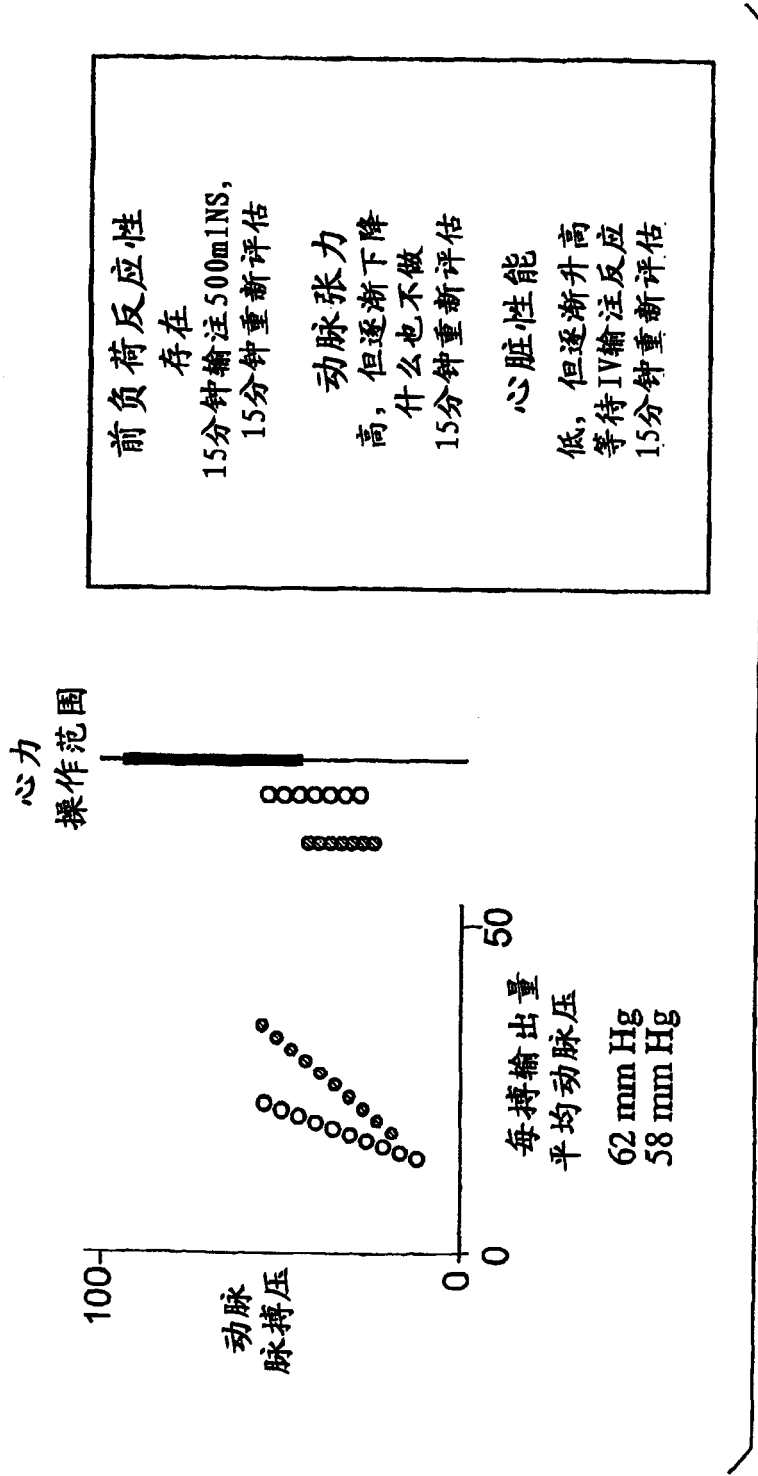 100
动脉
脉搏压
0
0
50
每搏输出量
平均动脉压
62 mm Hg
58 mm Hg
心力
操作范围
前负荷反应性
存在
15分钟输注500mlNS,
15分钟重新评估
动脉张力
高，但逐渐下降
什么也不做
15分钟重新评估
心脏性能
低，但逐渐升高
等待IV输注反应
15分钟重新评估